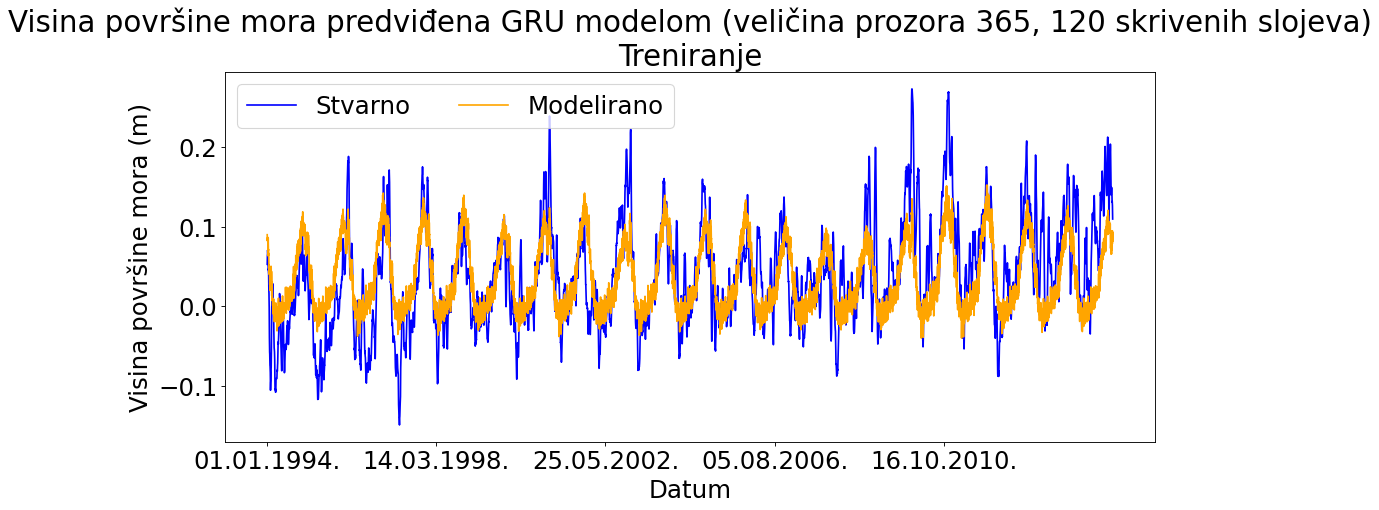 Visina površine mora predviđena GRU modelom (veličina prozora 365, 120 skrivenih slojeva)
Treniranje
Stvarno Modelirano
Visina površine mora (m)
0.2
0.1
0.0
−0.1
01.01.1994. 14.03.1998. 25.05.2002. 05.08.2006. 16.10.2010.
Datum